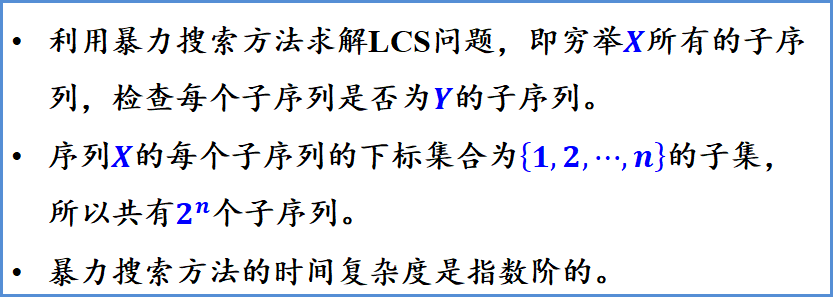 • 利用暴力搜索方法求解LCS问题，即穷举X所有的子序
列，检查每个子序列是否为Y的子序列。
• 序列X的每个子序列的下标集合为{1, 2, ⋯, n}的子集，
所以共有2ⁿ个子序列。
• 暴力搜索方法的时间复杂度是指数阶的。